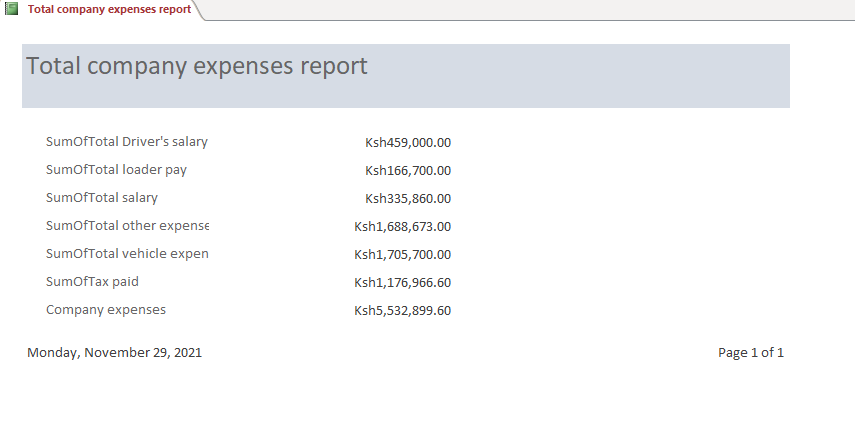 Total company expenses report
Total company expenses report
SumOfTotal Driver's salary Ksh459,000.00
SumOfTotal loader pay Ksh166,700.00
SumOfTotal salary Ksh335,860.00
SumOfTotal other expense Ksh1,688,673.00
SumOfTotal vehicle expen Ksh1,705,700.00
SumOfTax paid Ksh1,176,966.60
Company expenses Ksh5,532,899.60
Monday, November 29, 2021 Page 1 of 1